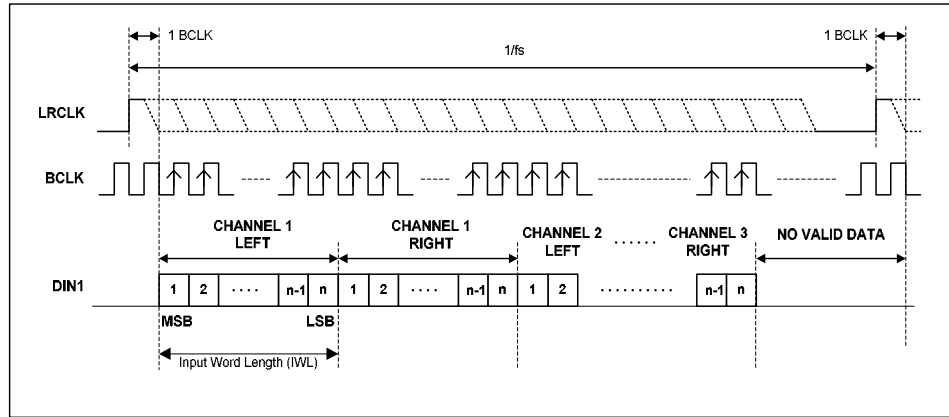 1 BCLK
1 BCLK
1/fs
LRCLK
BCLK
CHANNEL 1
LEFT
CHANNEL 1
RIGHT
CHANNEL 2
LEFT
CHANNEL 3
RIGHT
NO VALID DATA
DIN1
1 2 n-1 n 1 2 n-1 n 1 2 n-1 n
MSB
LSB
Input Word Length (IWL)